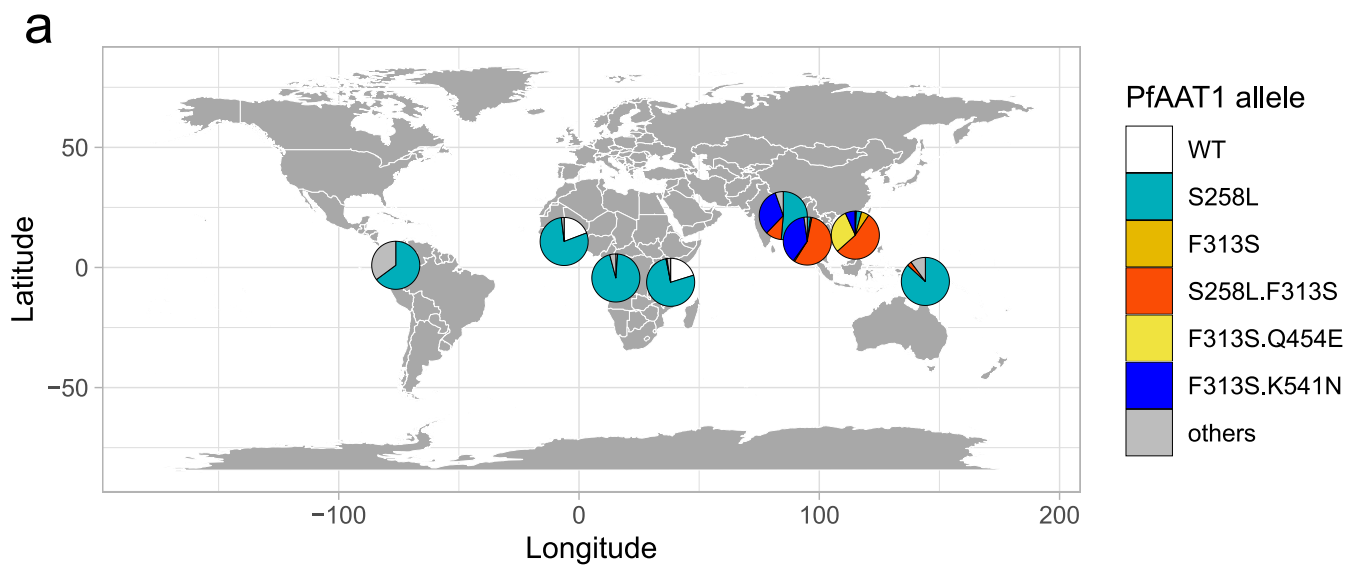 a
PfAAT1 allele
WT
S258L
F313S
S258L.F313S
F313S.Q454E
F313S.K541N
others
Latitude
50
0
−50
−100
0
100
200
Longitude